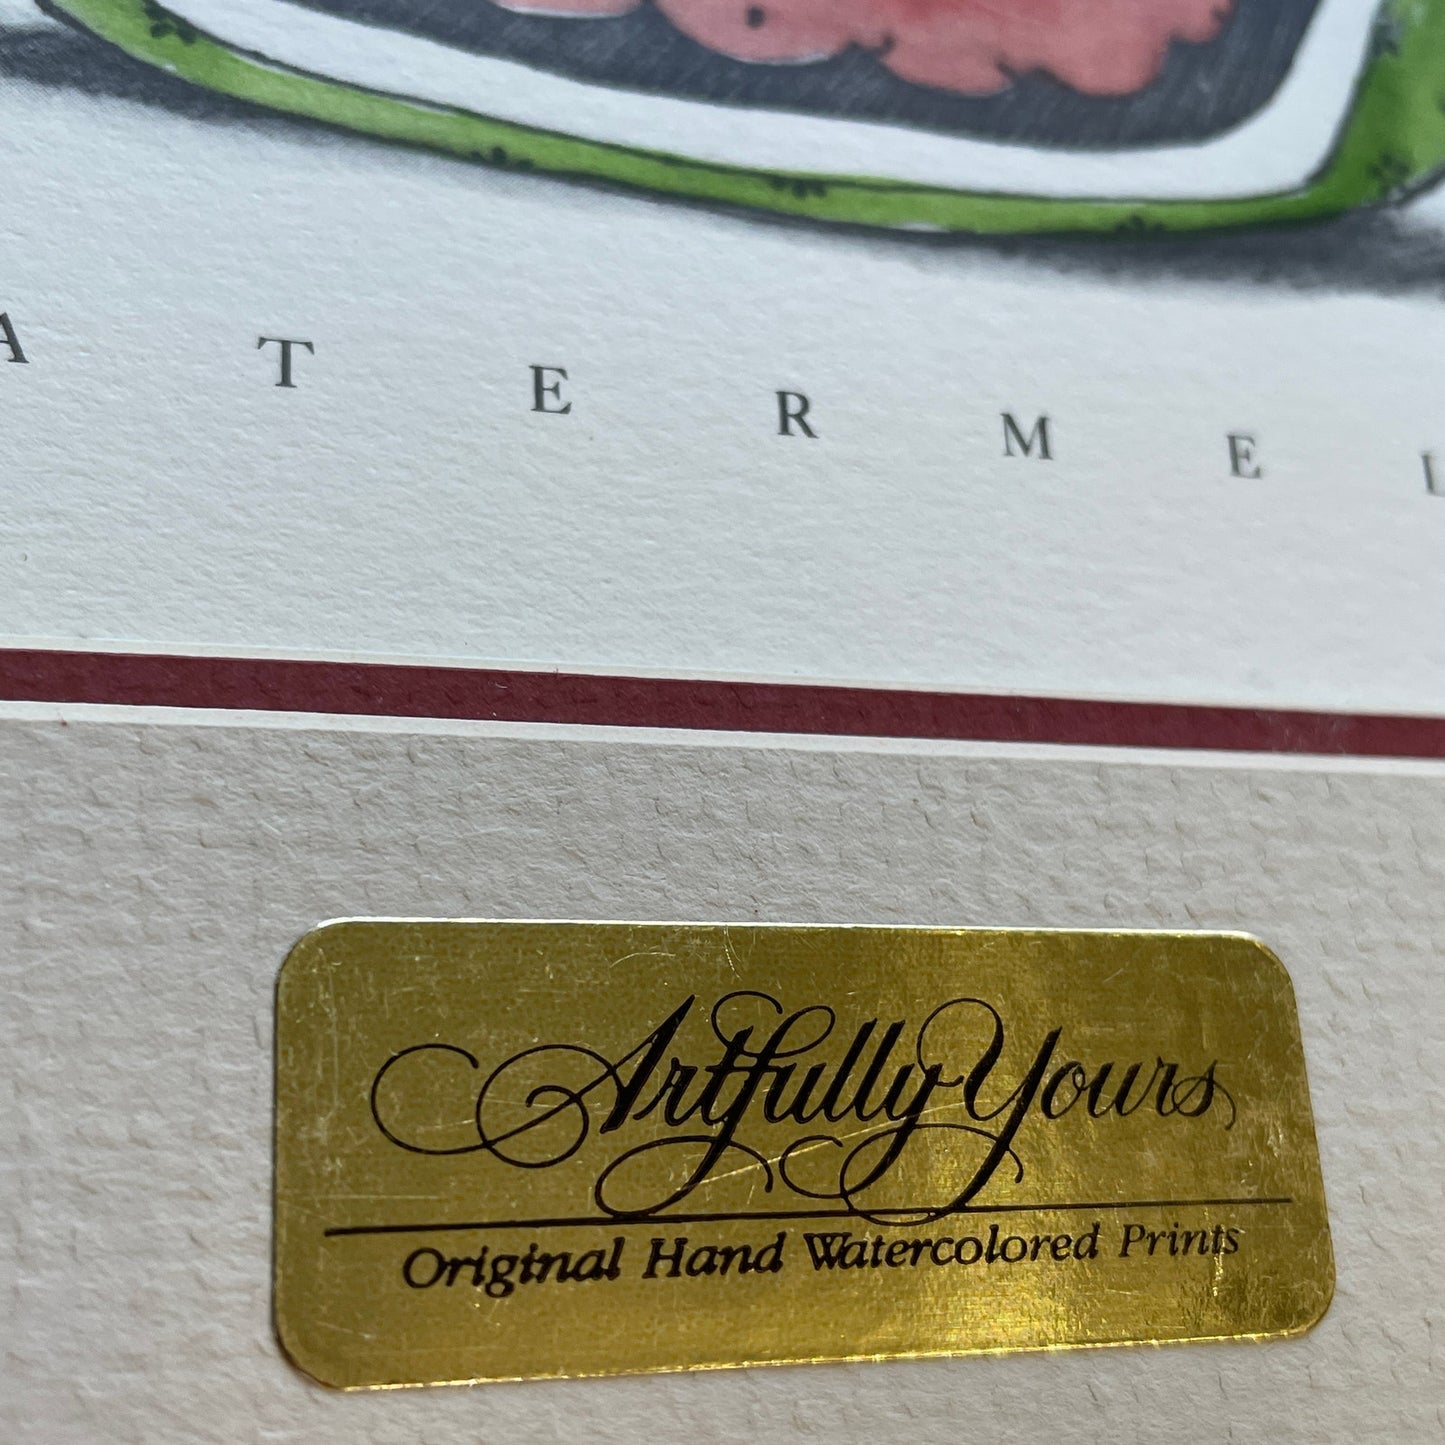 A T E R M E L
Artfully Yours
Original Hand Watercolored Prints